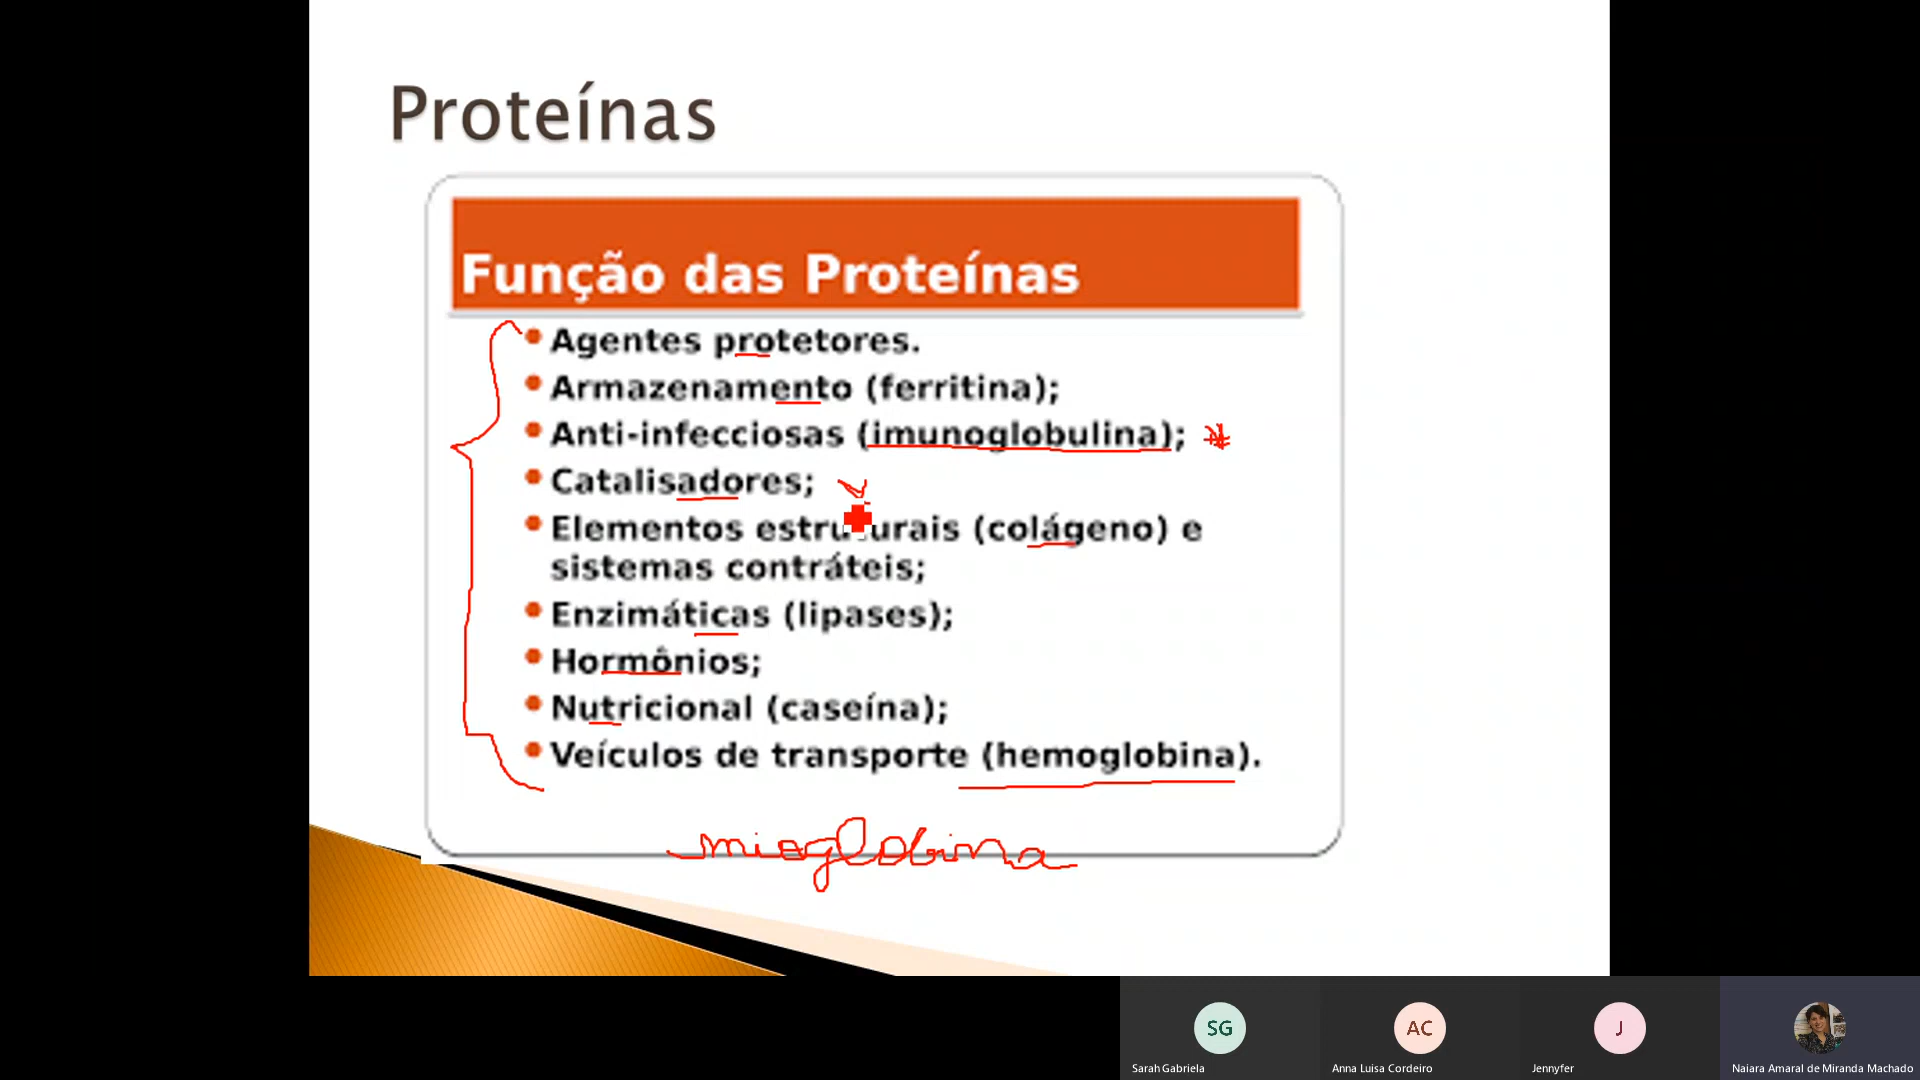 Proteínas
Função das Proteínas
Agentes protetores.
Armazenamento (ferritina);
Anti-infecciosas (imunoglobulina);
Catalisadores;
Elementos estruturais (colágeno) e
sistemas contráteis;
Enzimáticas (lipases);
Hormônios;
Nutricional (caseína);
Veículos de transporte (hemoglobina).
mioglobina
SG
AC
J
Sarah Gabriela
Anna Luisa Cordeiro
Jennyfer
Naiara Amaral de Miranda Machado